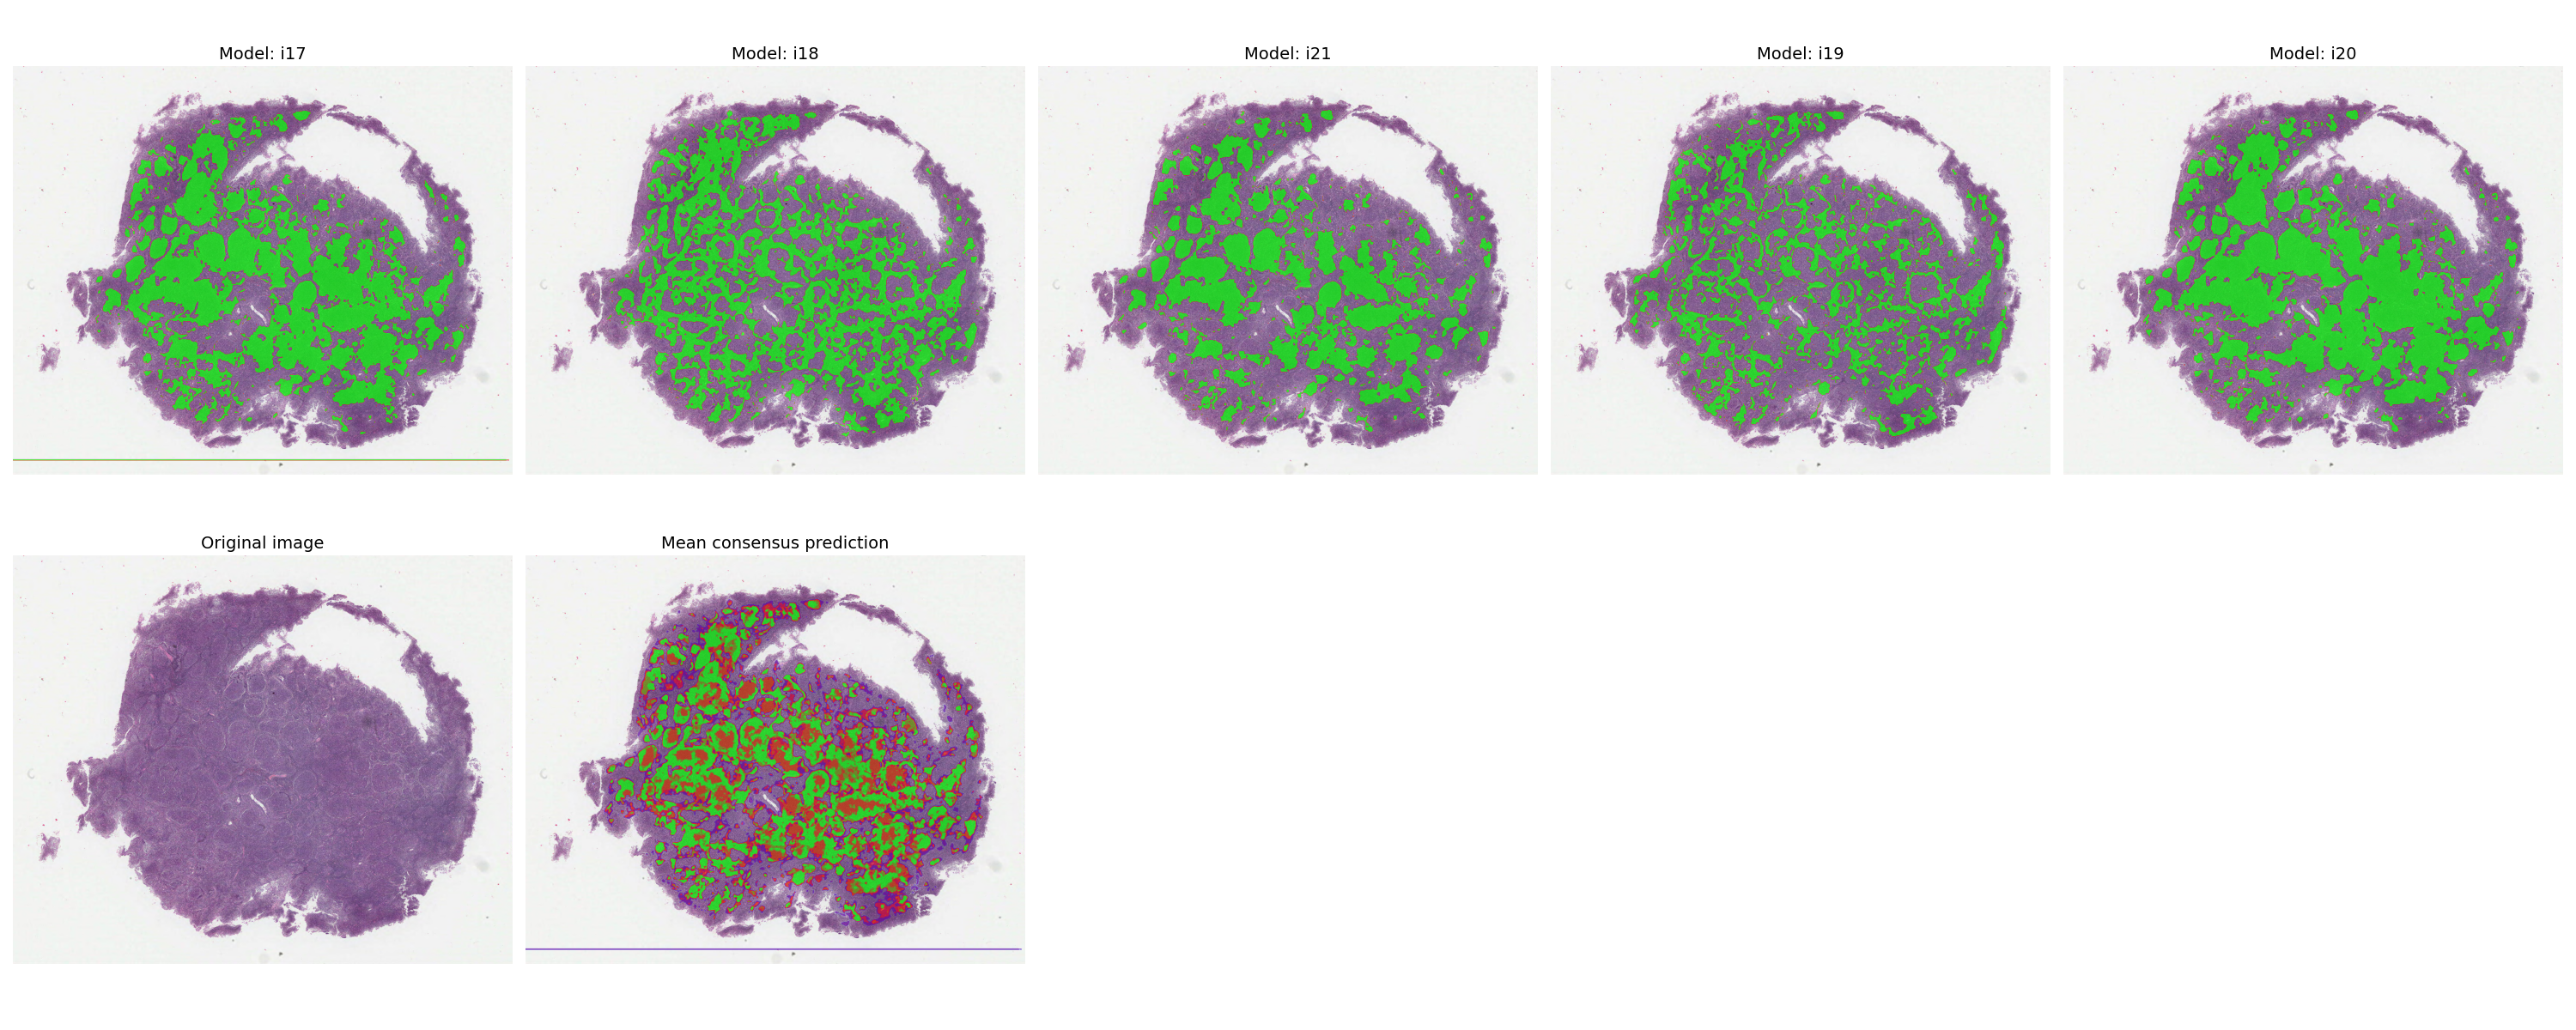 Model: i17
Model: i18
Model: i21
Model: i19
Model: i20
Original image
Mean consensus prediction